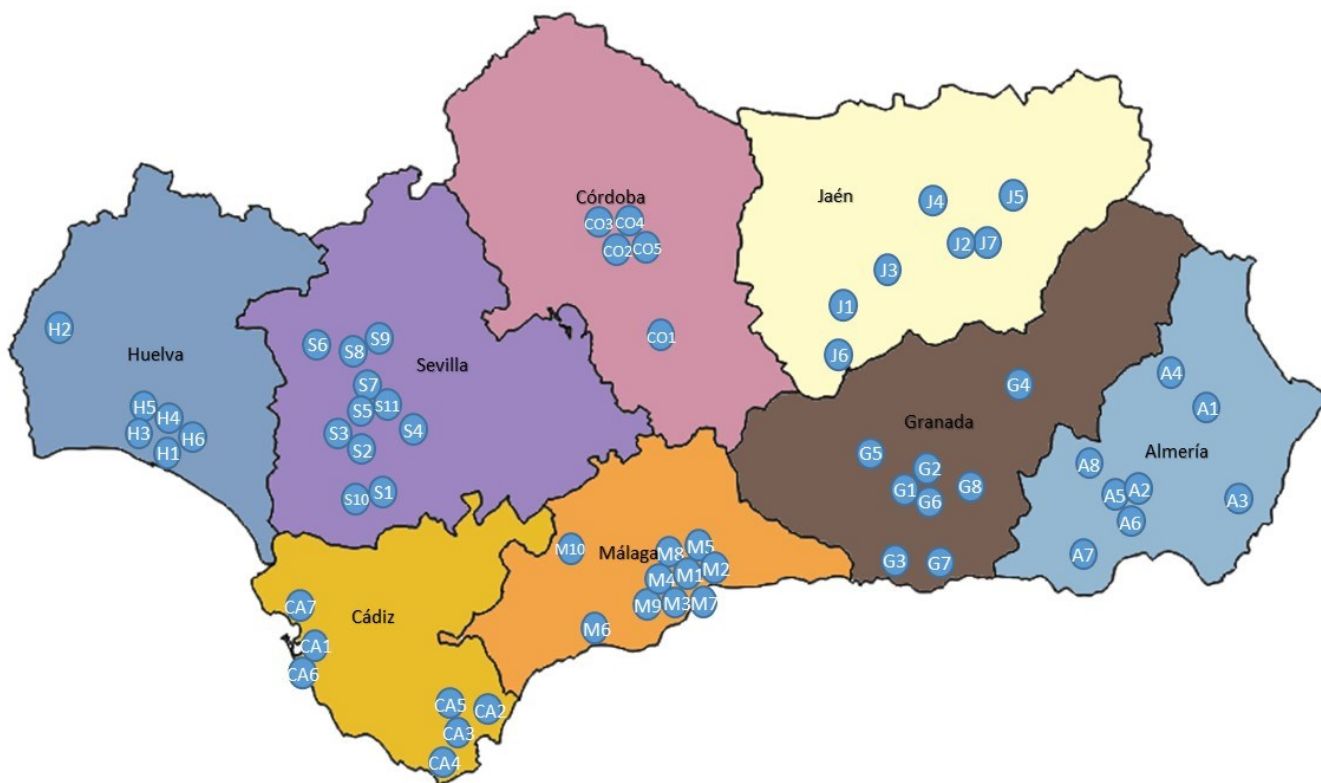 Córdoba
CO3
CO4
CO2
CO5
CO1
Jaén
J4
J5
J2
J7
J3
J1
J6
Huelva
H2
H5
H4
H3
H6
H1
Sevilla
S6
S8
S9
S7
S5
S11
S3
S4
S2
S10
S1
Granada
G4
G5
G2
G1
G8
G6
G3
G7
Almería
A4
A1
A8
A5
A2
A3
A6
A7
Málaga
M10
M8
M5
M4
M1
M2
M9
M3
M7
M6
Cádiz
CA7
CA1
CA6
CA5
CA2
CA3
CA4